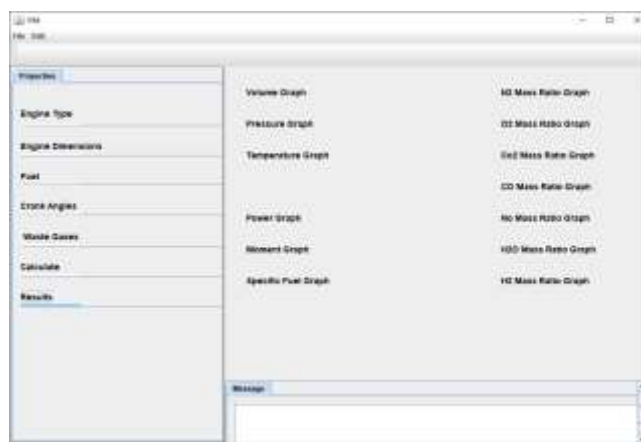 File Edit
Properties
Engine Type
Engine Dimensions
Fuel
Crank Angles
Waste Gases
Calculate
Results
Volume Graph
Pressure Graph
Temperature Graph
Power Graph
Moment Graph
Specific Fuel Graph
N2 Mass Ratio Graph
O2 Mass Ratio Graph
Co2 Mass Ratio Graph
CO Mass Ratio Graph
No Mass Ratio Graph
H2O Mass Ratio Graph
H2 Mass Ratio Graph
Message